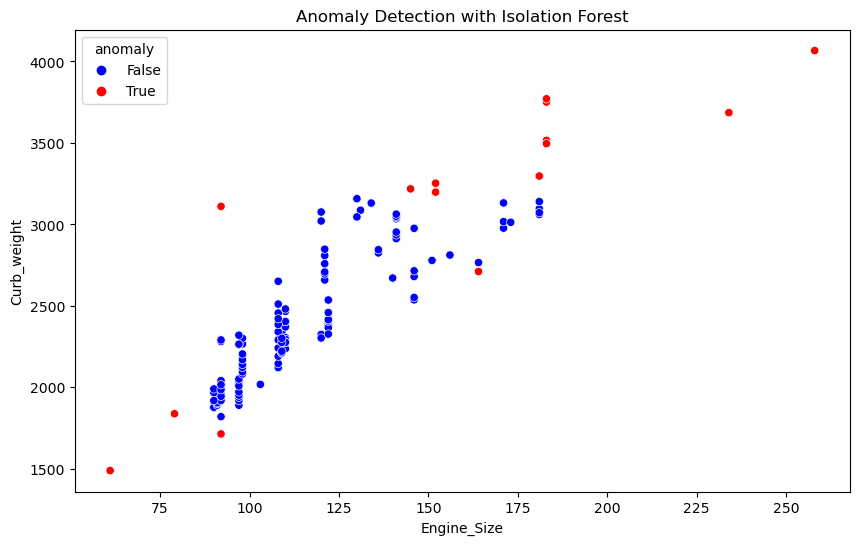 Anomaly Detection with Isolation Forest
anomaly
False
True
Curb_weight
4000
3500
3000
2500
2000
1500
75 100 125 150 175 200 225 250
Engine_Size